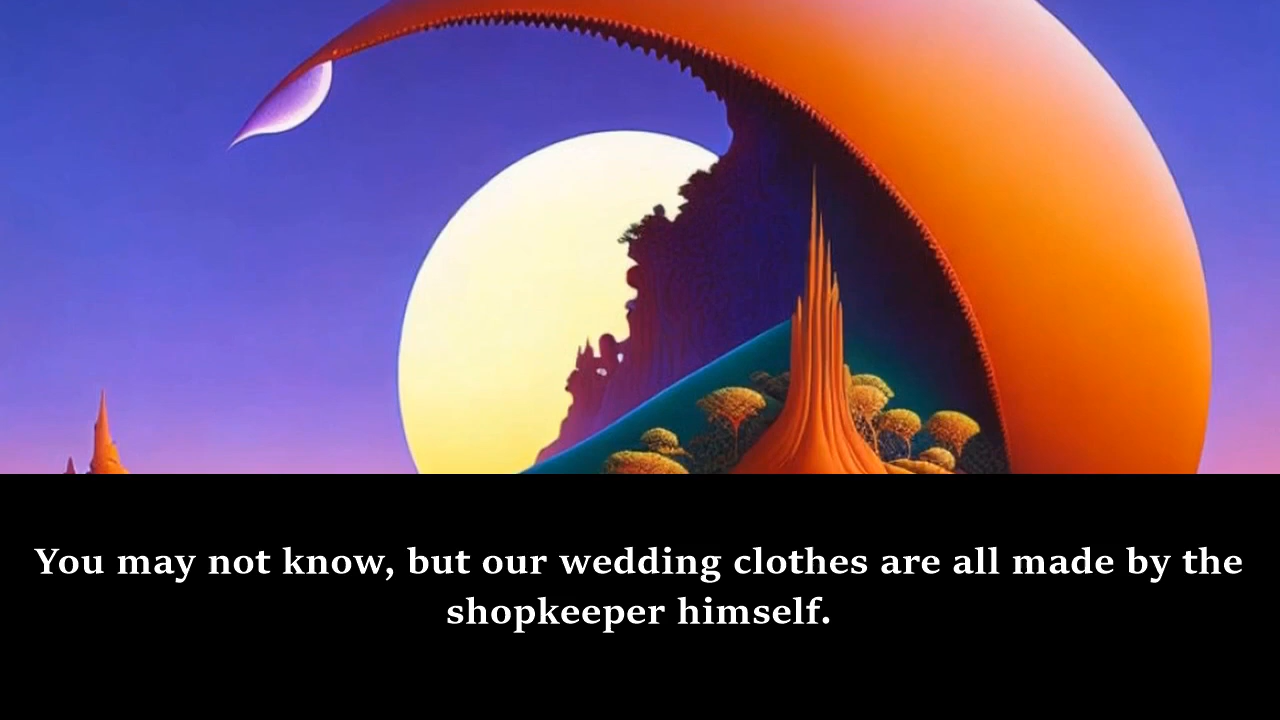 You may not know, but our wedding clothes are all made by the
shopkeeper himself.